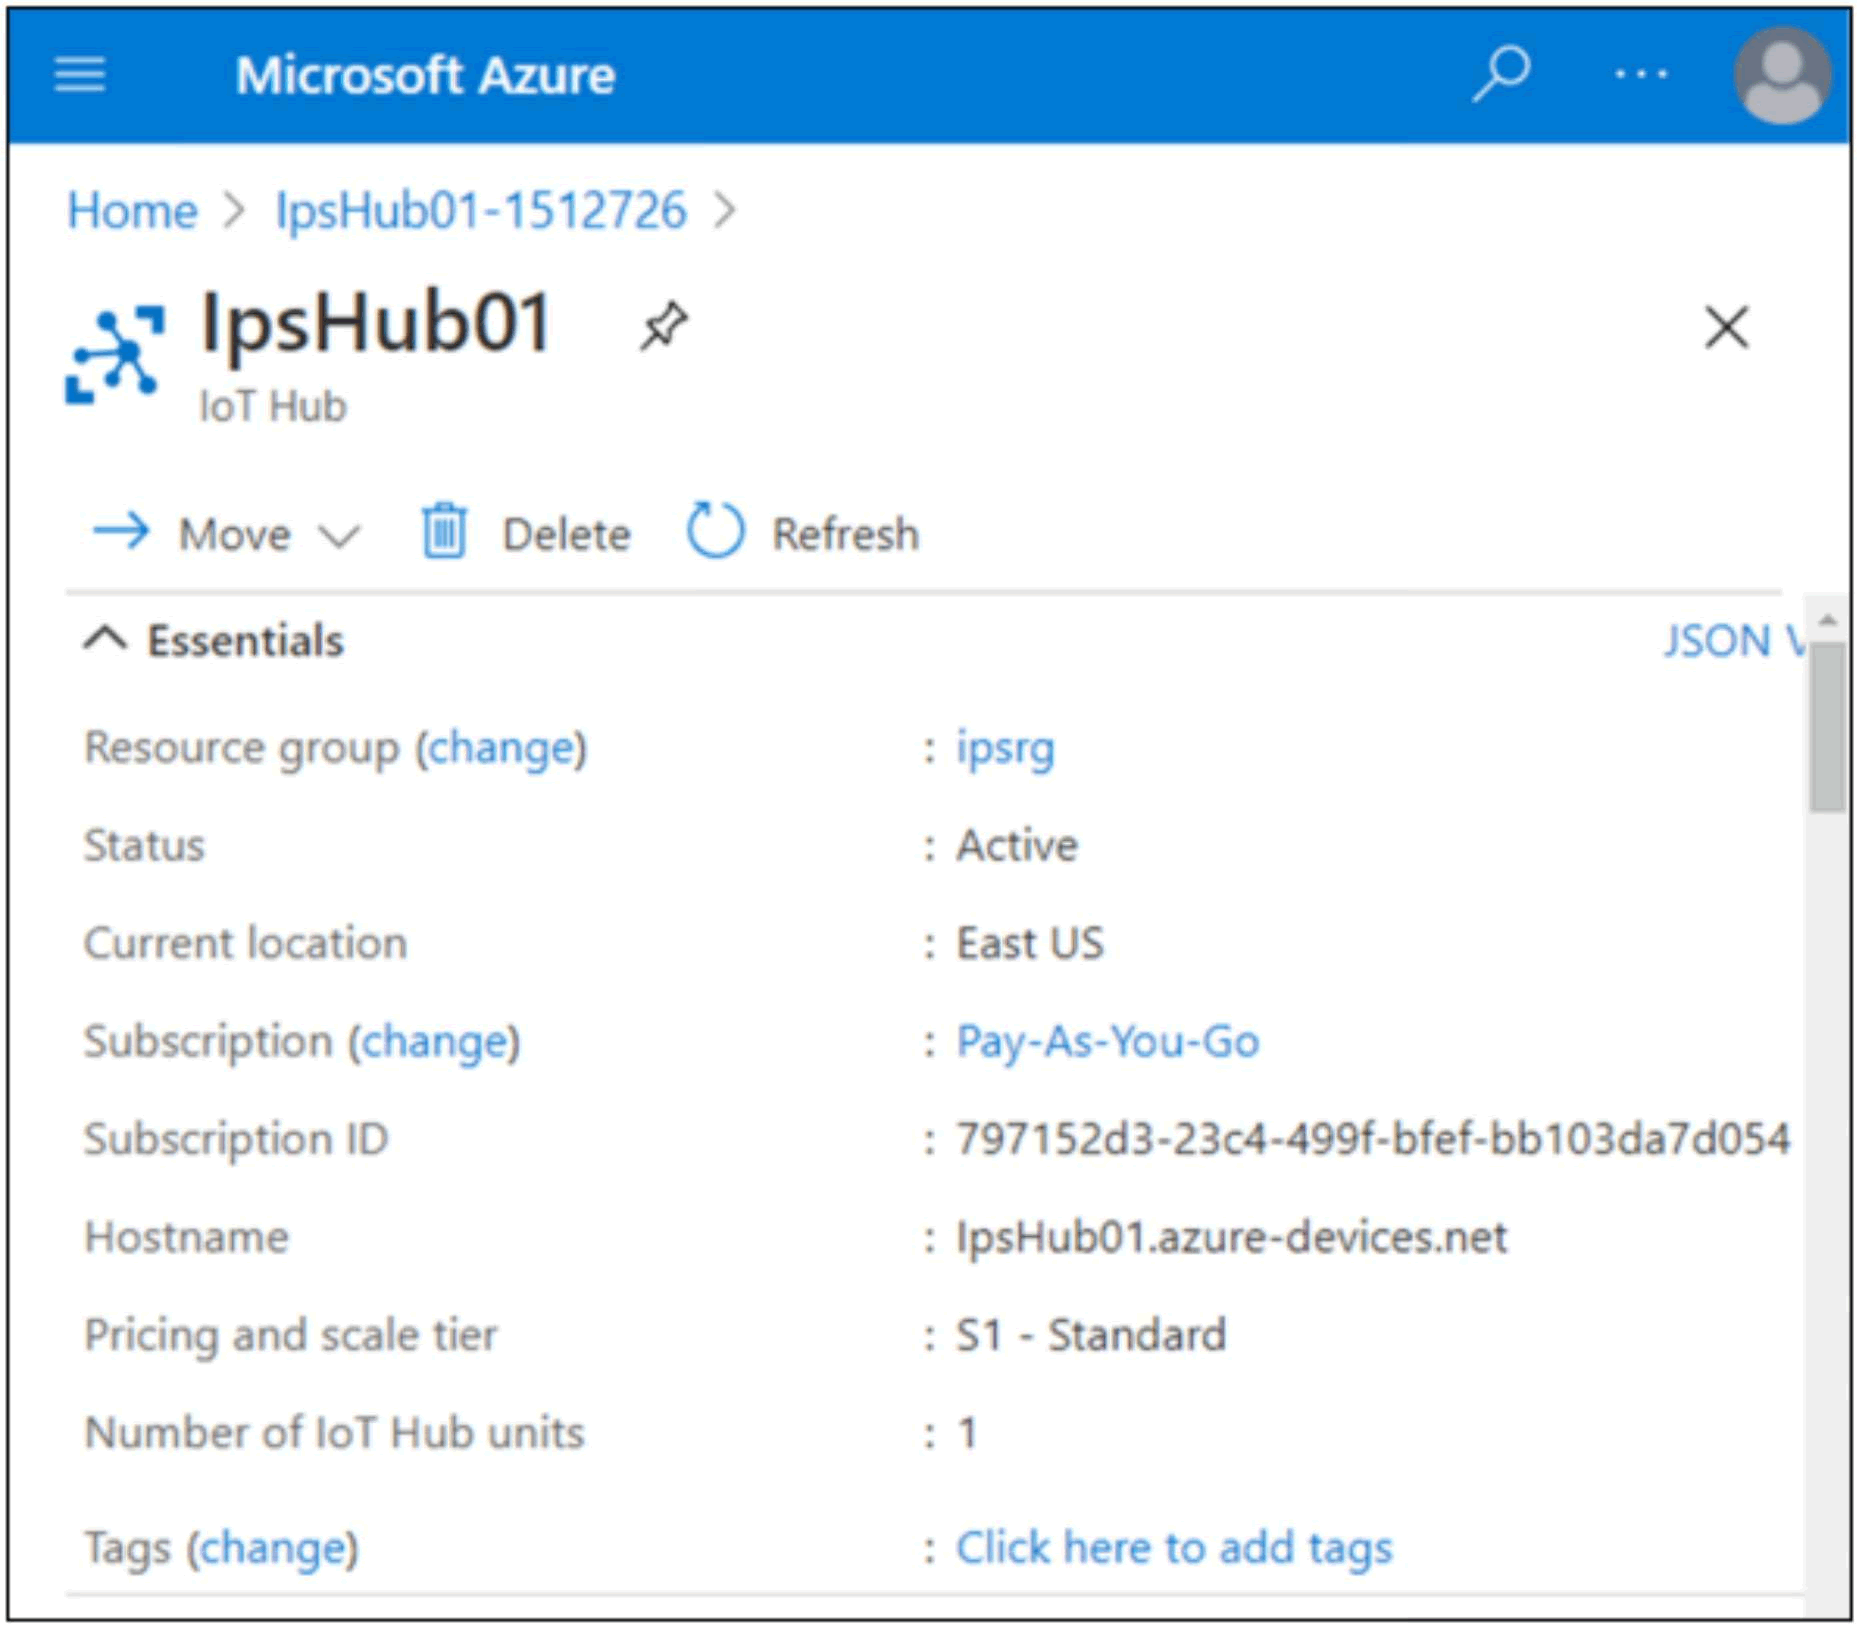 Microsoft Azure
Home > IpsHub01-1512726 >
IpsHub01
IoT Hub
Move Delete Refresh
Essentials JSON V
Resource group (change) : ipsrg
Status : Active
Current location : East US
Subscription (change) : Pay-As-You-Go
Subscription ID : 797152d3-23c4-499f-bfef-bb103da7d054
Hostname : IpsHub01.azure-devices.net
Pricing and scale tier : S1 - Standard
Number of IoT Hub units : 1
Tags (change) : Click here to add tags